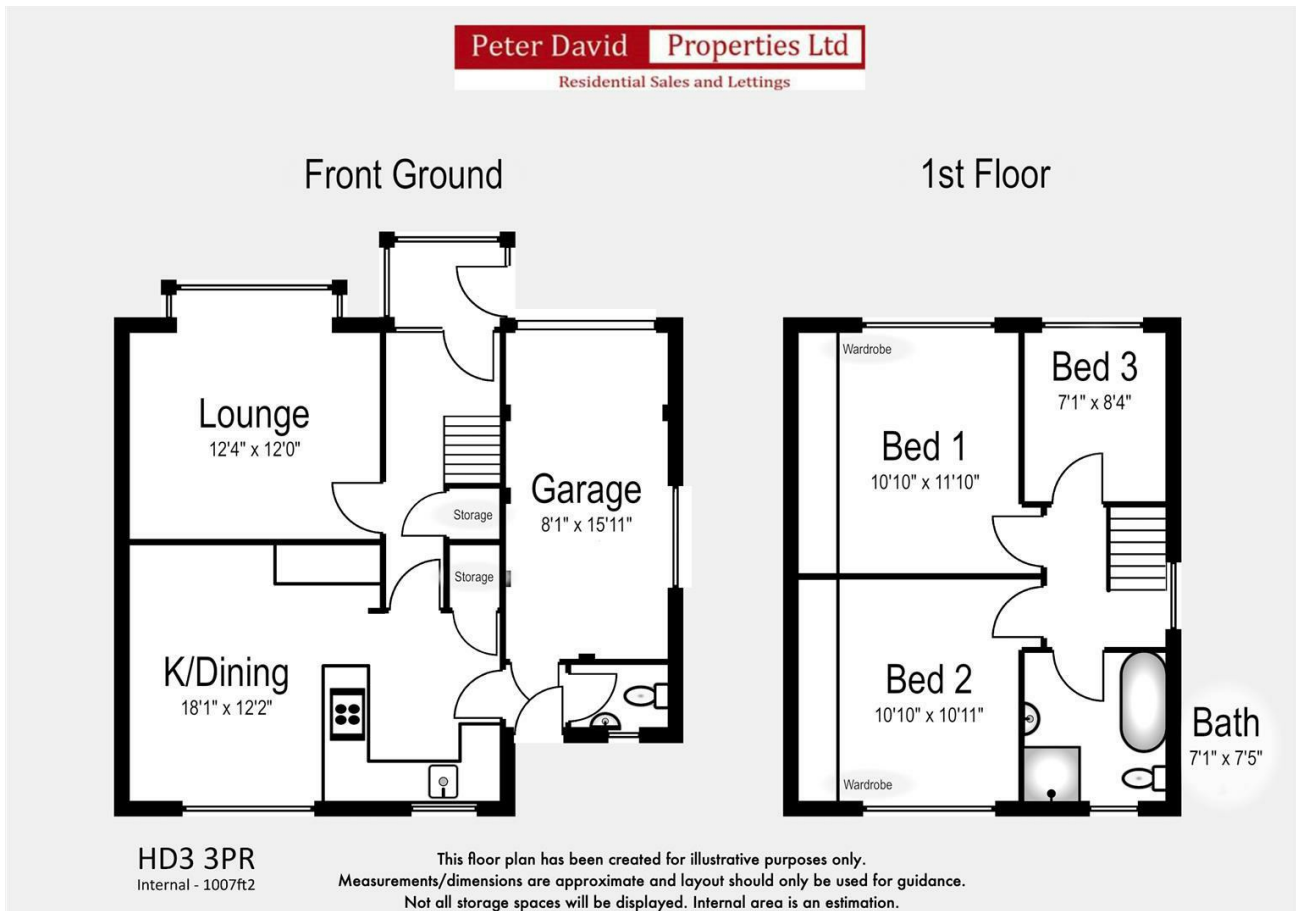 Peter David Properties Ltd
Residential Sales and Lettings
Front Ground
1st Floor
Lounge
12'4" x 12'0"
Storage
Storage
Garage
8'1" x 15'11"
K/Dining
18'1" x 12'2"
Wardrobe
Bed 3
7'1" x 8'4"
Bed 1
10'10" x 11'10"
Bed 2
10'10" x 10'11"
Wardrobe
Bath
7'1" x 7'5"
HD3 3PR
Internal - 1007ft2
This floor plan has been created for illustrative purposes only.
Measurements/dimensions are approximate and layout should only be used for guidance.
Not all storage spaces will be displayed. Internal area is an estimation.